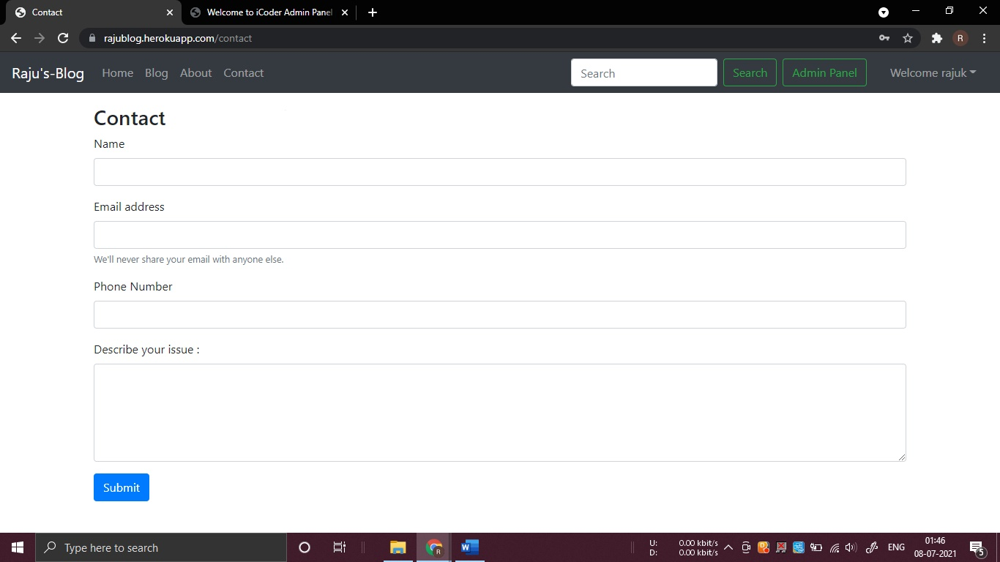 Contact
Welcome to iCoder Admin Panel
rajublog.herokuapp.com/contact
R
Raju's-Blog Home Blog About Contact Search Search Admin Panel Welcome rajuk
Contact
Name
Email address
We'll never share your email with anyone else.
Phone Number
Describe your issue :
Submit
Type here to search
U: 0.00 kbit/s
D: 0.00 kbit/s
ENG
01:46
08-07-2021
5